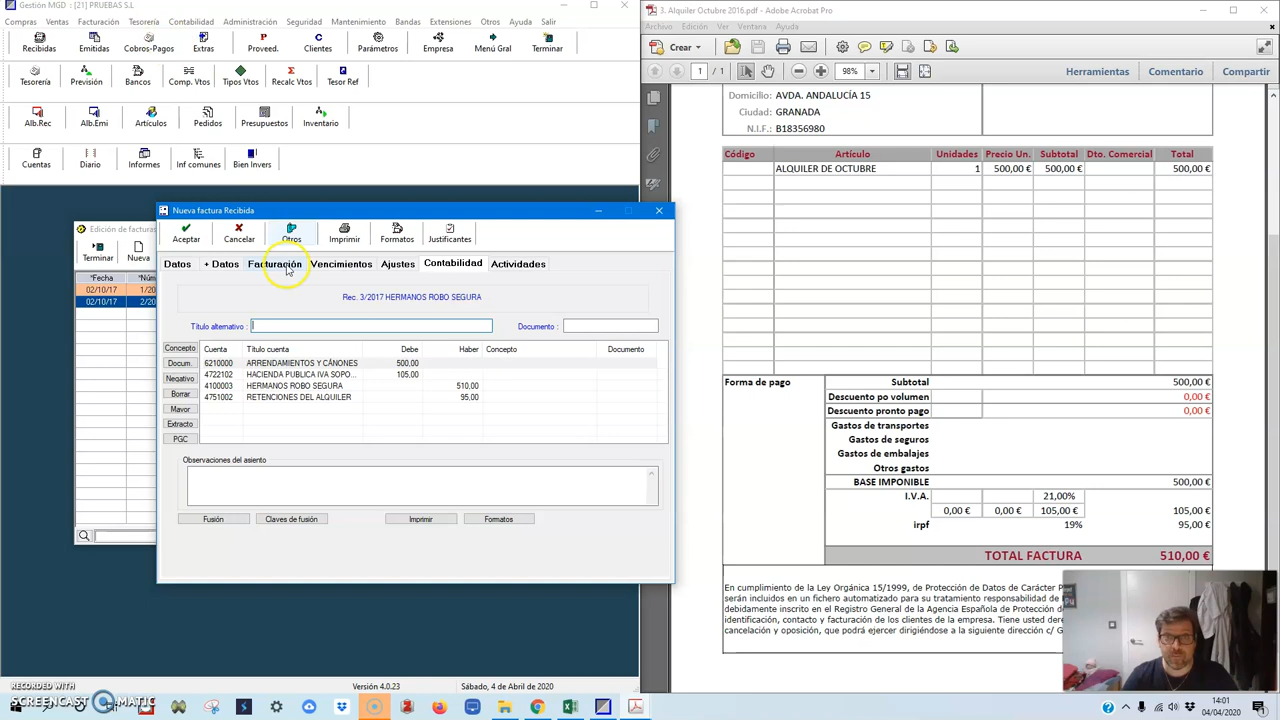 Gestión MGD : [21] PRUEBAS S.L
Compras Ventas Facturación Tesorería Contabilidad Administración Seguridad Mantenimiento Bandas Extensiones Otros Ayuda Salir
Recibidas Emitidas Cobros-Pagos Extras Proveed. Clientes Parámetros Empresa Menú Gral Terminar
Tesorería Previsión Bancos Comp. Vtos Tipos Vtos Recalc Vtos Tesor Ref
Alb.Rec Alb.Emi Artículos Pedidos Presupuestos Inventario
Cuentas Diario Informes Inf comunes Bien Invers
Edición de facturas
Terminar Nueva
*Fecha *Núm
02/10/17 1/20
02/10/17 2/20
Nueva factura Recibida
Aceptar Cancelar Otros Imprimir Formatos Justificantes
Datos + Datos Facturación Vencimientos Ajustes Contabilidad Actividades
Rec. 3/2017 HERMANOS ROBO SEGURA
Título alternativo : Documento :
Concepto Cuenta Título cuenta Debe Haber Concepto Documento
Docum. 6210000 ARRENDAMIENTOS Y CÁNONES 500,00
Negativo 4722102 HACIENDA PUBLICA IVA SOPO... 105,00
4100003 HERMANOS ROBO SEGURA 510,00
Borrar 4751002 RETENCIONES DEL ALQUILER 95,00
Mayor
Extracto
PGC
Observaciones del asiento
Fusión Claves de fusión Imprimir Formatos
Versión 4.0.23 Sábado, 4 de Abril de 2020
3. Alquiler Octubre 2016.pdf - Adobe Acrobat Pro
Archivo Edición Ver Ventana Ayuda
Crear
1 / 1 98% Herramientas Comentario Compartir
Domicilio: AVDA. ANDALUCÍA 15
Ciudad: GRANADA
N.I.F.: B18356980
Código Artículo Unidades Precio Un. Subtotal Dto. Comercial Total
ALQUILER DE OCTUBRE 1 500,00 € 500,00 € 500,00 €
Forma de pago Subtotal 500,00 €
Descuento po volumen 0,00 €
Descuento pronto pago 0,00 €
Gastos de transportes
Gastos de seguros
Gastos de embalajes
Otros gastos
BASE IMPONIBLE 500,00 €
I.V.A. 21,00%
0,00 € 0,00 € 105,00 € 105,00 €
irpf 19% 95,00 €
TOTAL FACTURA 510,00 €
En cumplimiento de la Ley Orgánica 15/1999, de Protección de Datos de Carácter P
serán incluidos en un fichero automatizado para su tratamiento responsabilidad de
debidamente inscrito en el Registro General de la Agencia Española de Protección
identificación, contacto y facturación de los clientes de la empresa. Tiene usted dere
cancelación y oposición, que podrá ejercer dirigiéndose a la siguiente dirección c/ G
RECORDED WITH
SCREENCAST MATIC
14:01
04/04/2020